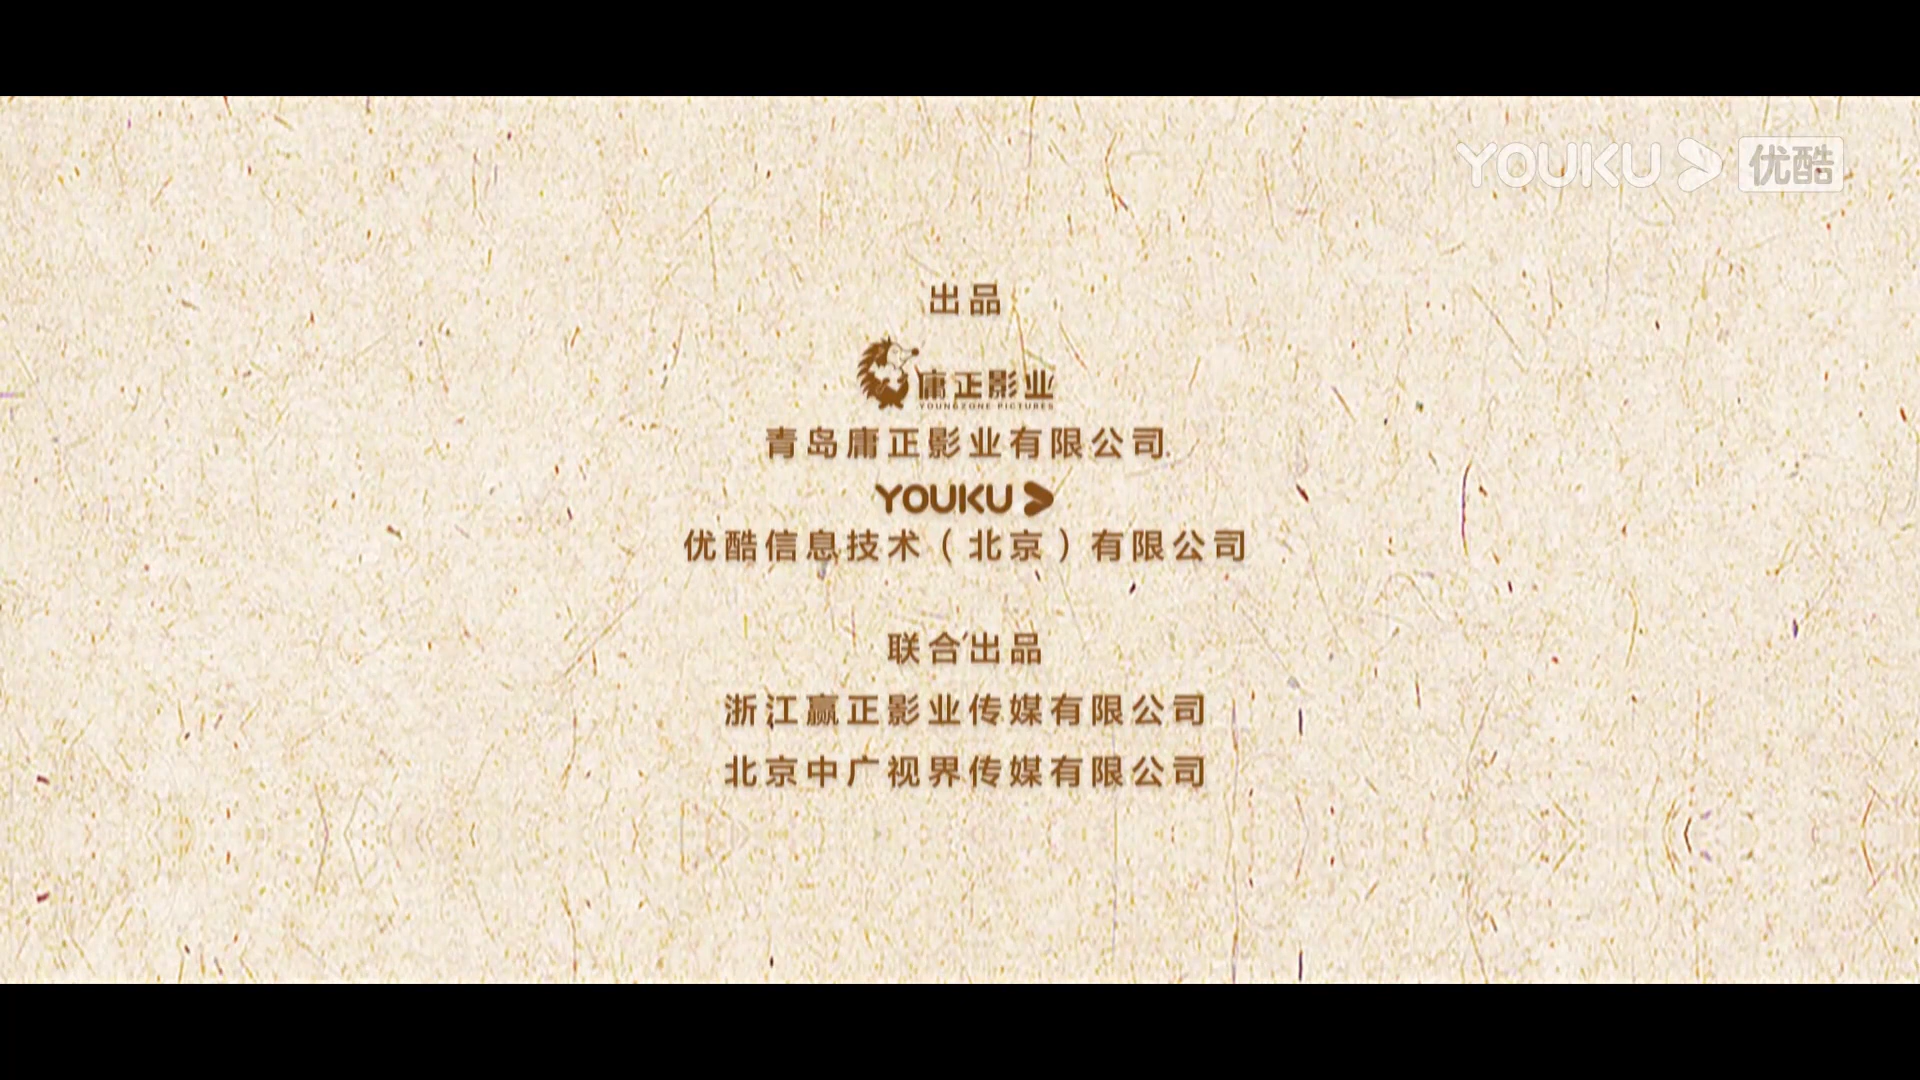 YOUKU 优酷
出品
庸正影业
YOUNGZONE PICTURES
青岛庸正影业有限公司
YOUKU
优酷信息技术（北京）有限公司
联合出品
浙江赢正影业传媒有限公司
北京中广视界传媒有限公司